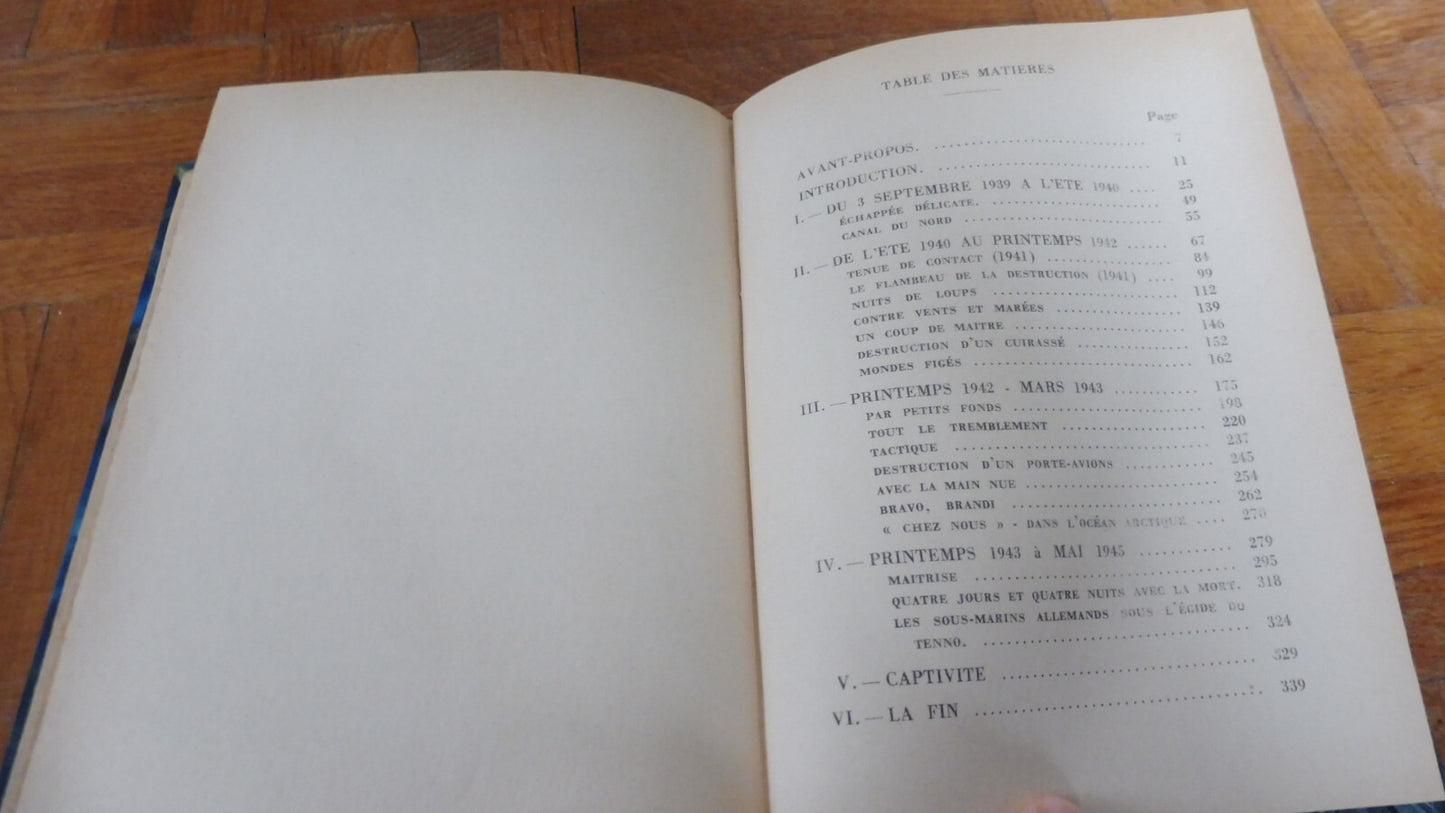 TABLE DES MATIERES
Page
AVANT-PROPOS. .......... 7
INTRODUCTION. .......... 11
I. — DU 3 SEPTEMBRE 1939 A L'ETE 1940 .... 25
ÉCHAPPÉE DÉLICATE. .......... 49
CANAL DU NORD .......... 55
II. — DE L'ETE 1940 AU PRINTEMPS 1942 ...... 67
TENUE DE CONTACT (1941) .......... 84
LE FLAMBEAU DE LA DESTRUCTION (1941) .... 99
NUITS DE LOUPS .......... 112
CONTRE VENTS ET MARÉES .......... 139
UN COUP DE MAITRE .......... 146
DESTRUCTION D'UN CUIRASSÉ .......... 152
MONDES FIGÉS .......... 162
III. — PRINTEMPS 1942 - MARS 1943 .......... 175
PAR PETITS FONDS .......... 198
TOUT LE TREMBLEMENT .......... 220
TACTIQUE .......... 237
DESTRUCTION D'UN PORTE-AVIONS .......... 245
AVEC LA MAIN NUE .......... 254
BRAVO, BRANDI .......... 262
« CHEZ NOUS » - DANS L'OCÉAN ARCTIQUE .... 270
IV. — PRINTEMPS 1943 à MAI 1945 .......... 279
MAITRISE .......... 295
QUATRE JOURS ET QUATRE NUITS AVEC LA MORT. 318
LES SOUS-MARINS ALLEMANDS SOUS L'ÉGIDE DU
TENNO. .......... 324
V. — CAPTIVITE .......... 329
VI. — LA FIN .......... 339